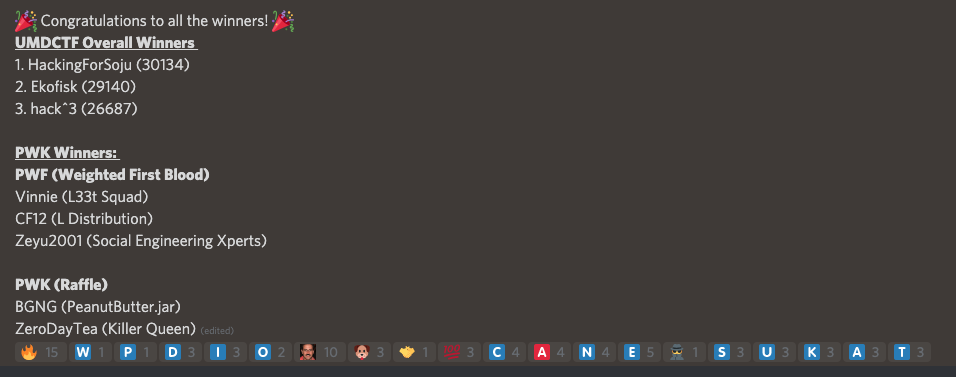 Congratulations to all the winners!
UMDCTF Overall Winners
1. HackingForSoju (30134)
2. Ekofisk (29140)
3. hack^3 (26687)
PWK Winners:
PWF (Weighted First Blood)
Vinnie (L33t Squad)
CF12 (L Distribution)
Zeyu2001 (Social Engineering Xperts)
PWK (Raffle)
BGNG (PeanutButter.jar)
ZeroDayTea (Killer Queen) (edited)
15 W 1 P 1 D 3 I 3 O 2 10 3 1 💯 3 C 4 A 4 N 4 E 5 1 S 3 U 3 K 3 A 3 T 3